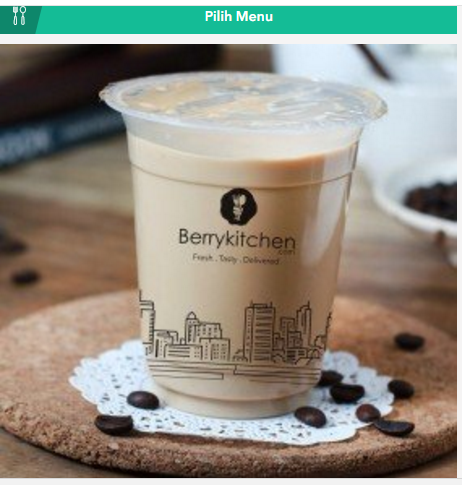 Pilih Menu
Berrykitchen
.com
Fresh . Tasty . Delivered